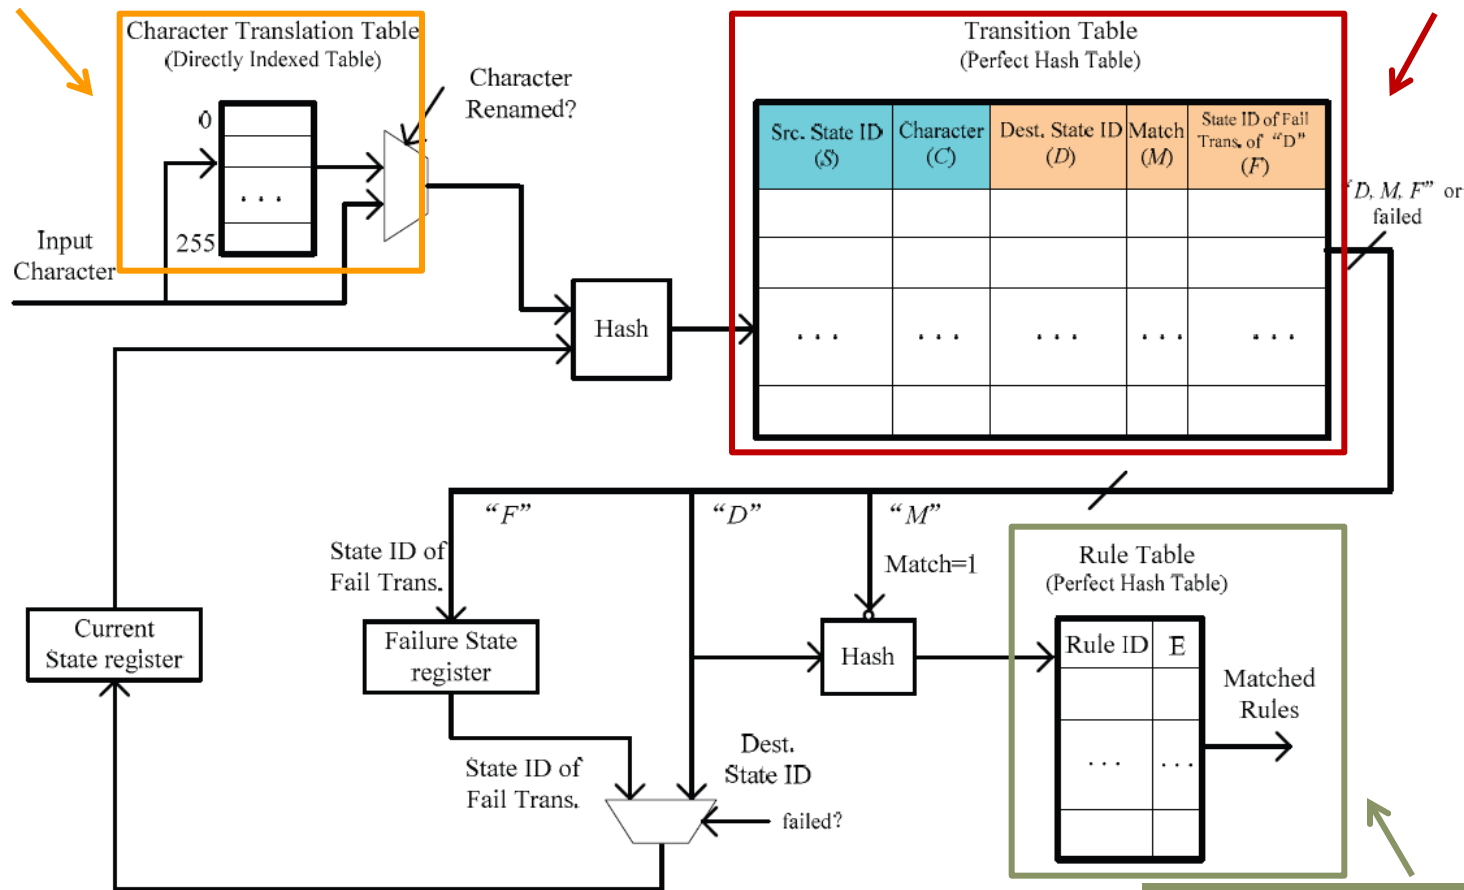 Character Translation Table
(Directly Indexed Table)
0
. . .
255
Character
Renamed?
Input
Character
Hash
Transition Table
(Perfect Hash Table)
Src. State ID
(S)
Character
(C)
Dest. State ID
(D)
Match
(M)
State ID of Fail
Trans. of “D”
(F)
. . .
. . .
. . .
. . .
. . .
“D, M, F” or
failed
“F”
“D”
“M”
State ID of
Fail Trans.
Match=1
Current
State register
Failure State
register
Hash
State ID of
Fail Trans.
Dest.
State ID
failed?
Rule Table
(Perfect Hash Table)
Rule ID
E
. . .
. . .
Matched
Rules